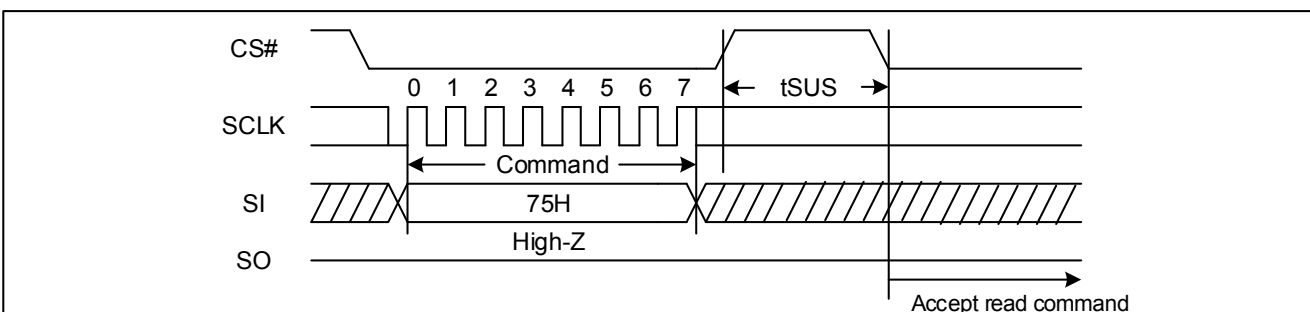 CS#
0 1 2 3 4 5 6 7
tSUS
SCLK
Command
SI
75H
High-Z
SO
Accept read command